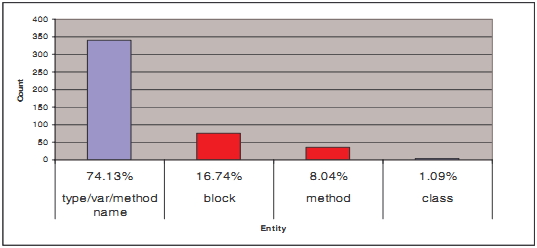 400
350
300
250
200
150
100
50
0
Count
74.13% 16.74% 8.04% 1.09%
type/var/method block method class
name
Entity